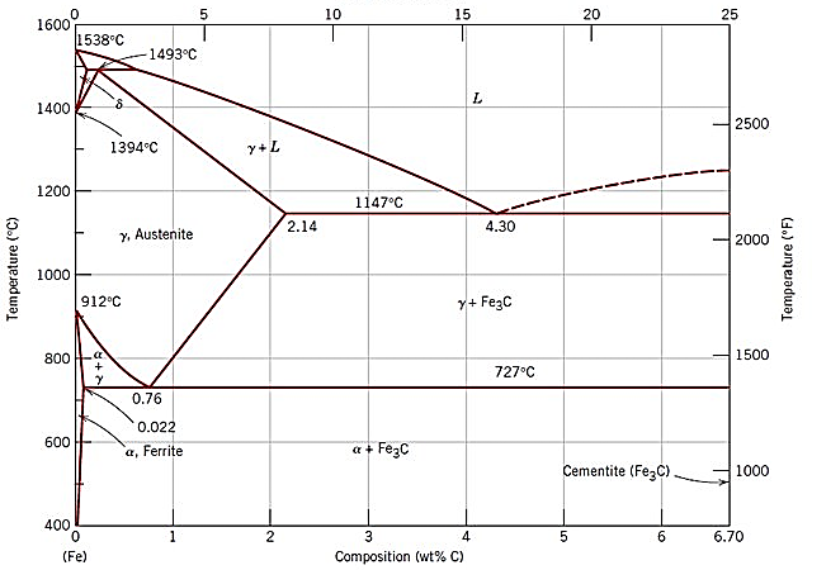 0 5 10 15 20 25
1600
1538°C
1493°C
L
δ
1400
2500
1394°C
γ + L
1200
1147°C
2.14
4.30
γ, Austenite
2000
Temperature (°C)
Temperature (°F)
1000
912°C
γ + Fe₃C
800
α
+
γ
1500
727°C
0.76
0.022
600
α, Ferrite
α + Fe₃C
Cementite (Fe₃C)
1000
400
0 1 2 3 4 5 6 6.70
(Fe)
Composition (wt% C)